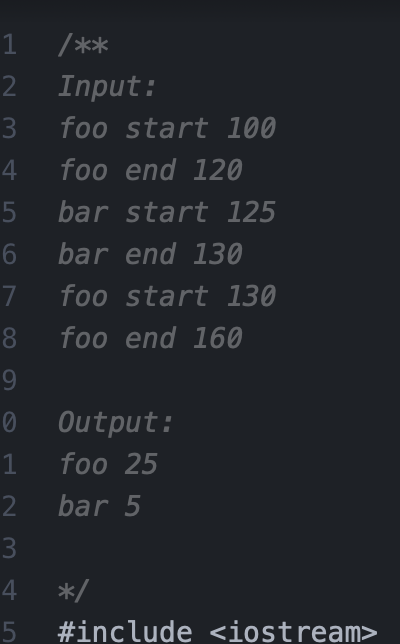 1 /**
2 Input:
3 foo start 100
4 foo end 120
5 bar start 125
6 bar end 130
7 foo start 130
8 foo end 160
9
0 Output:
1 foo 25
2 bar 5
3
4 */
5 #include <iostream>